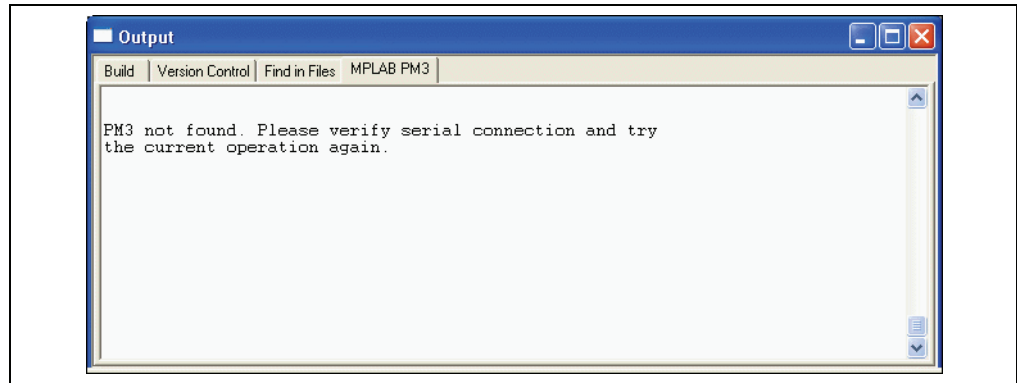 Output
Build Version Control Find in Files MPLAB PM3
PM3 not found. Please verify serial connection and try
the current operation again.